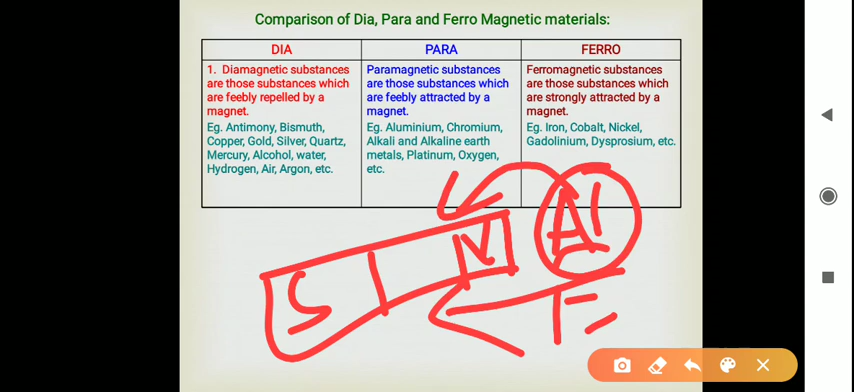 Comparison of Dia, Para and Ferro Magnetic materials:
DIA
PARA
FERRO
1. Diamagnetic substances
are those substances which
are feebly repelled by a
magnet.
Eg. Antimony, Bismuth,
Copper, Gold, Silver, Quartz,
Mercury, Alcohol, water,
Hydrogen, Air, Argon, etc.
Paramagnetic substances
are those substances which
are feebly attracted by a
magnet.
Eg. Aluminium, Chromium,
Alkali and Alkaline earth
metals, Platinum, Oxygen,
etc.
Ferromagnetic substances
are those substances which
are strongly attracted by a
magnet.
Eg. Iron, Cobalt, Nickel,
Gadolinium, Dysprosium, etc.
S
N
Al